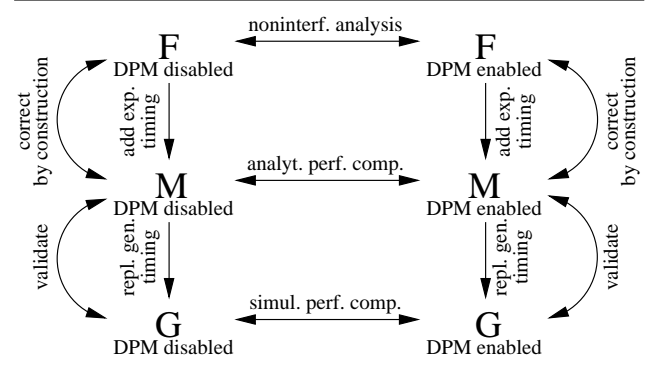 noninterf. analysis
F
DPM disabled
F
DPM enabled
correct
by construction
add exp.
timing
add exp.
timing
correct
by construction
analyt. perf. comp.
M
DPM disabled
M
DPM enabled
validate
repl. gen.
timing
repl. gen.
timing
validate
simul. perf. comp.
G
DPM disabled
G
DPM enabled